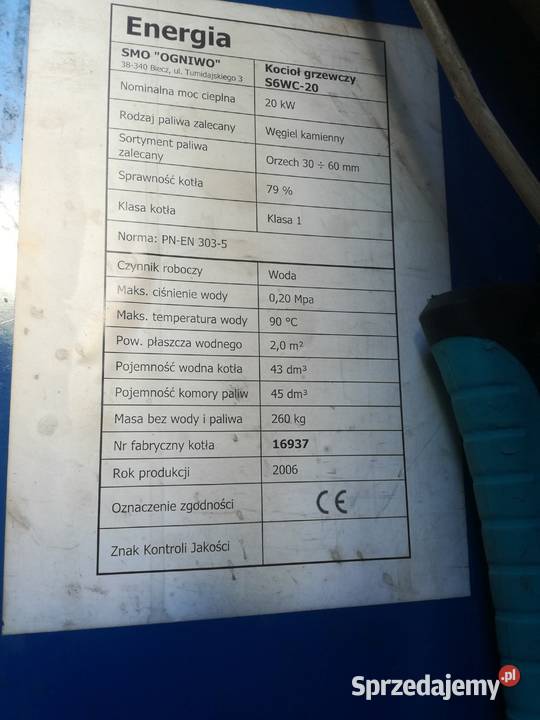 Energia
SMO "OGNIWO"
38-340 Biecz, ul. Tumidajskiego 3
Kocioł grzewczy
S6WC-20
Nominalna moc cieplna 20 kW
Rodzaj paliwa zalecany Węgiel kamienny
Sortyment paliwa
zalecany Orzech 30 ÷ 60 mm
Sprawność kotła 79 %
Klasa kotła Klasa 1
Norma: PN-EN 303-5
Czynnik roboczy Woda
Maks. ciśnienie wody 0,20 Mpa
Maks. temperatura wody 90 °C
Pow. płaszcza wodnego 2,0 m²
Pojemność wodna kotła 43 dm³
Pojemność komory paliw 45 dm³
Masa bez wody i paliwa 260 kg
Nr fabryczny kotła 16937
Rok produkcji 2006
Oznaczenie zgodności CE
Znak Kontroli Jakości
Sprzedajemy.pl